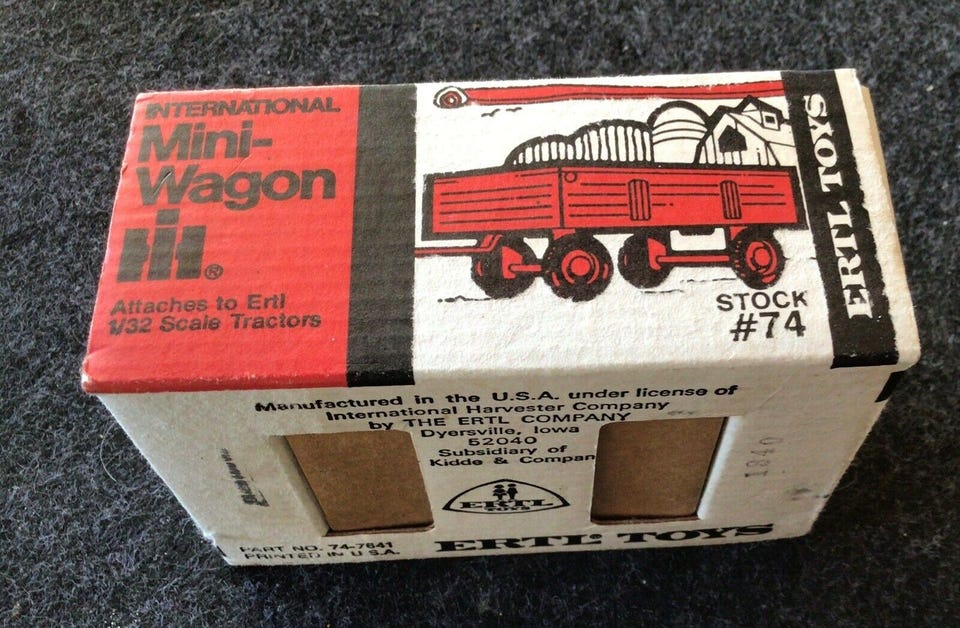 INTERNATIONAL
Mini-
Wagon
®
Attaches to Ertl
1/32 Scale Tractors
STOCK
#74
ERTL TOYS
Manufactured in the U.S.A. under license of
International Harvester Company
by THE ERTL COMPANY
Dyersville, Iowa
52040
Subsidiary of
Kidde & Compan
ERTL
TOYS
1340
PART NO. 74-7641
PRINTED IN U.S.A.
ERTL® TOYS